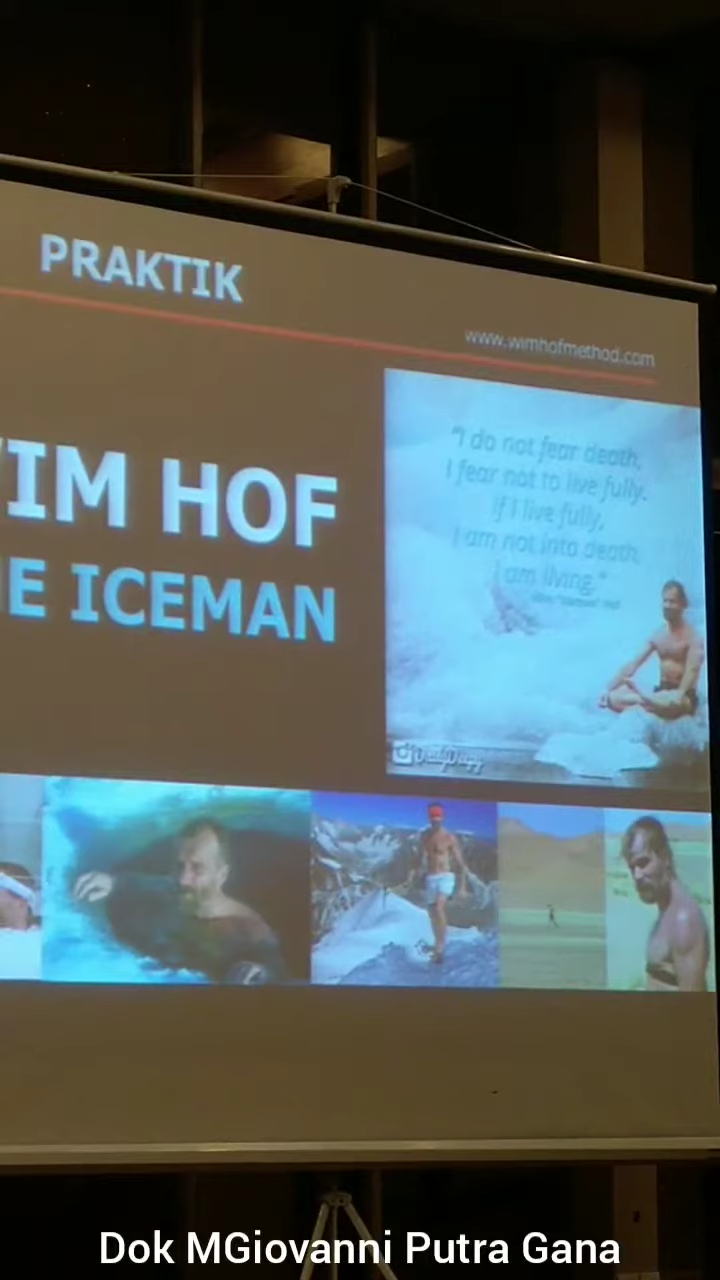 PRAKTIK
www.wimhofmethod.com
WIM HOF
E ICEMAN
"I do not fear death,
I fear not to live fully.
If I live fully,
I am not into death,
I am living."
Dok MGiovanni Putra Gana